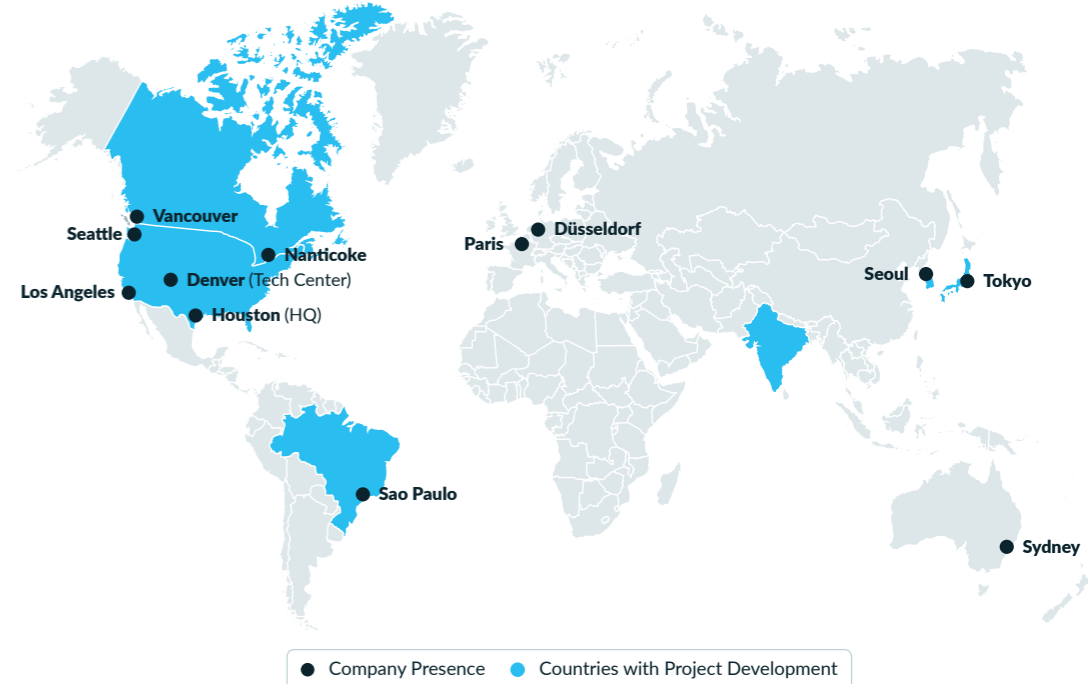 Vancouver
Seattle
Nanticoke
Denver (Tech Center)
Los Angeles
Houston (HQ)
Sao Paulo
Düsseldorf
Paris
Seoul
Tokyo
Sydney
Company Presence
Countries with Project Development